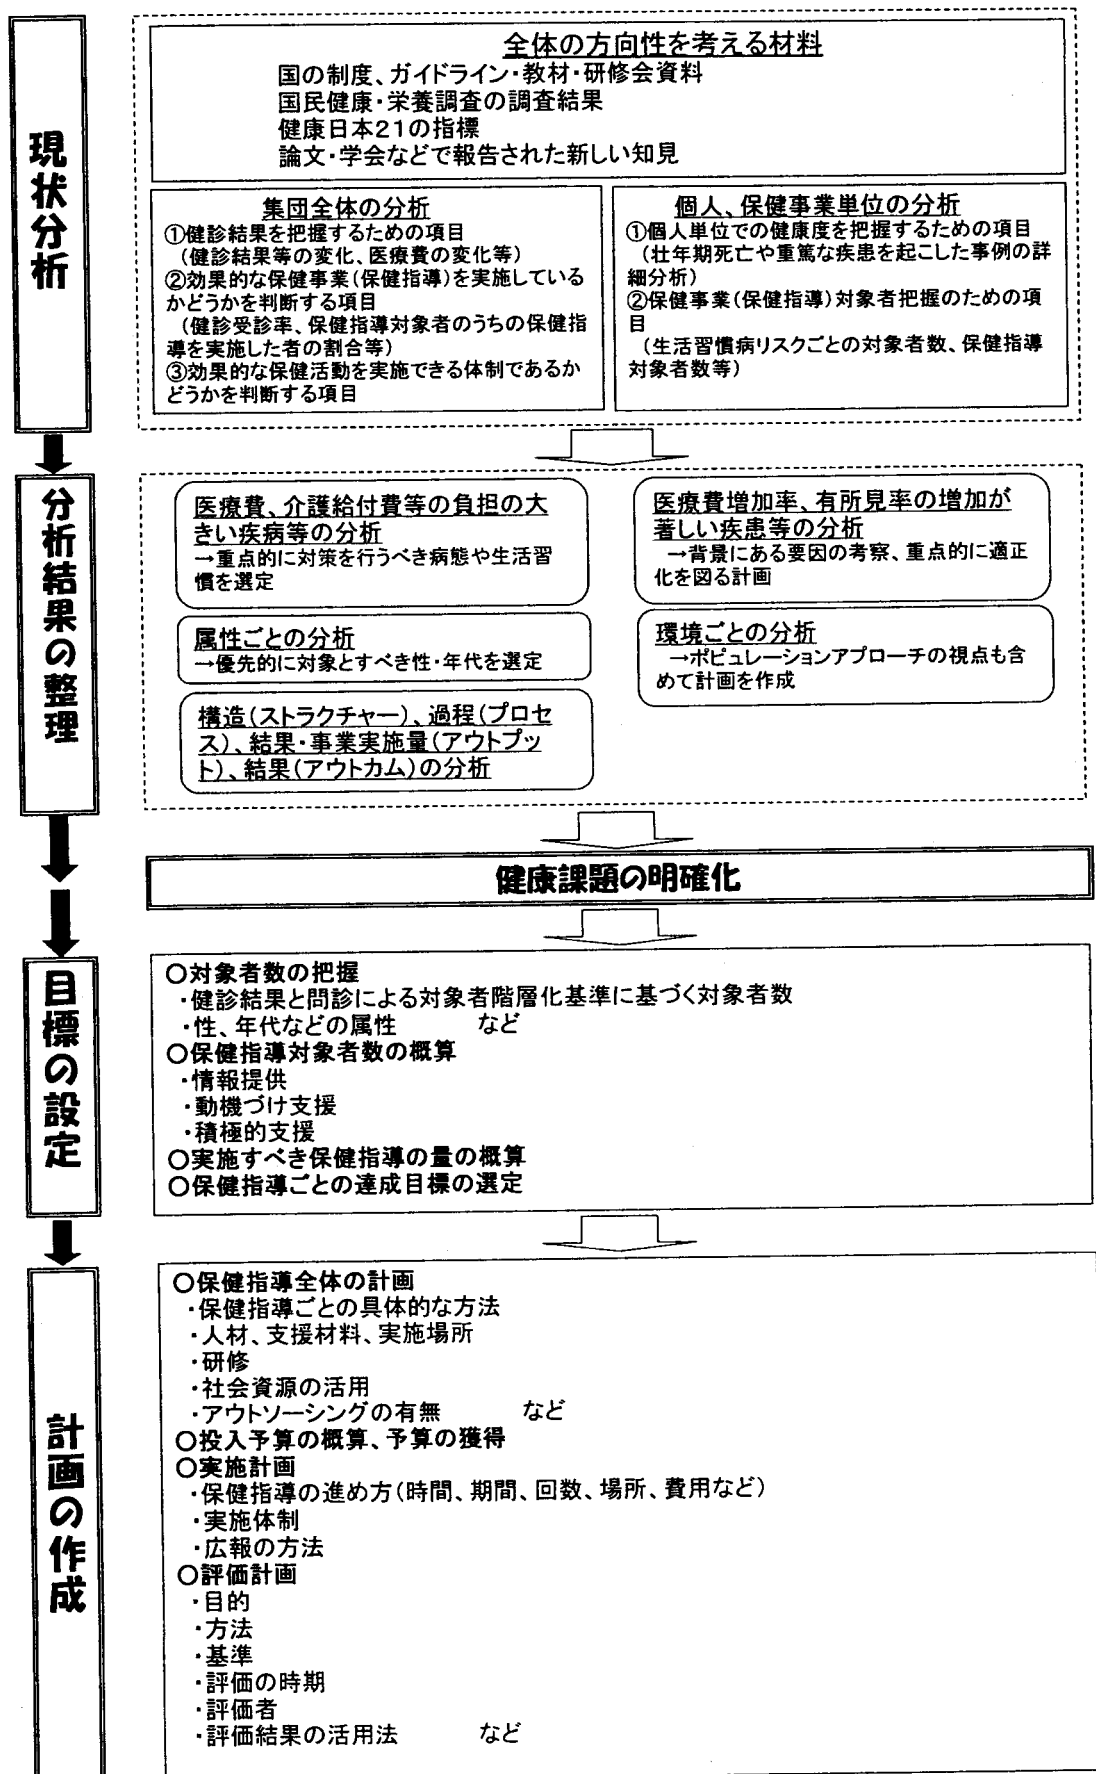 現状分析
全体の方向性を考える材料
国の制度、ガイドライン・教材・研修会資料
国民健康・栄養調査の調査結果
健康日本21の指標
論文・学会などで報告された新しい知見
集団全体の分析
①健診結果を把握するための項目
(健診結果等の変化、医療費の変化等)
②効果的な保健事業(保健指導)を実施している
かどうかを判断する項目
(健診受診率、保健指導対象者のうちの保健指
導を実施した者の割合等)
③効果的な保健活動を実施できる体制であるか
どうかを判断する項目
個人、保健事業単位の分析
①個人単位での健康度を把握するための項目
(壮年期死亡や重篤な疾患を起こした事例の詳
細分析)
②保健事業(保健指導)対象者把握のための項
目
(生活習慣病リスクごとの対象者数、保健指導
対象者数等)
分析結果の整理
医療費、介護給付費等の負担の大
きい疾病等の分析
→重点的に対策を行うべき病態や生活習
慣を選定
医療費増加率、有所見率の増加が
著しい疾患等の分析
→背景にある要因の考察、重点的に適正
化を図る計画
属性ごとの分析
→優先的に対象とすべき性・年代を選定
環境ごとの分析
→ポピュレーションアプローチの視点も含
めて計画を作成
構造(ストラクチャー)、過程(プロセ
ス)、結果・事業実施量(アウトプッ
ト)、結果(アウトカム)の分析
健康課題の明確化
目標の設定
○対象者数の把握
・健診結果と問診による対象者階層化基準に基づく対象者数
・性、年代などの属性 など
○保健指導対象者数の概算
・情報提供
・動機づけ支援
・積極的支援
○実施すべき保健指導の量の概算
○保健指導ごとの達成目標の選定
計画の作成
○保健指導全体の計画
・保健指導ごとの具体的な方法
・人材、支援材料、実施場所
・研修
・社会資源の活用
・アウトソーシングの有無 など
○投入予算の概算、予算の獲得
○実施計画
・保健指導の進め方(時間、期間、回数、場所、費用など)
・実施体制
・広報の方法
○評価計画
・目的
・方法
・基準
・評価の時期
・評価者
・評価結果の活用法 など